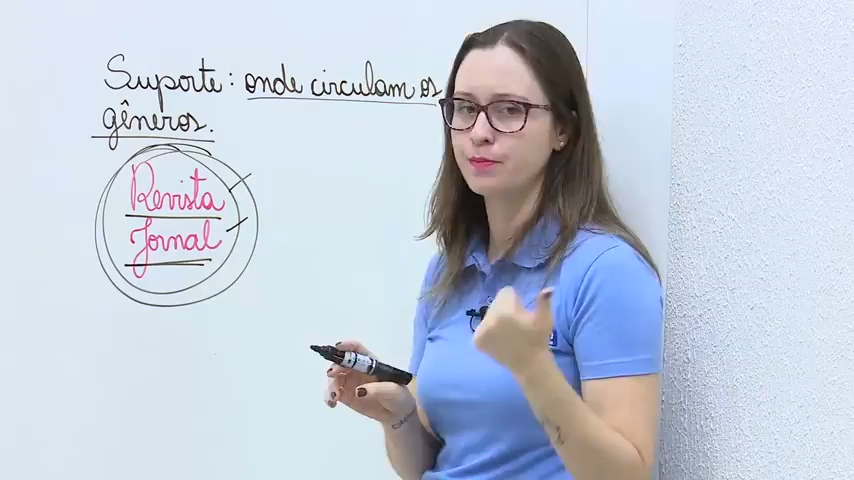 Suporte: onde circulam os
gêneros.
Revista
Jornal